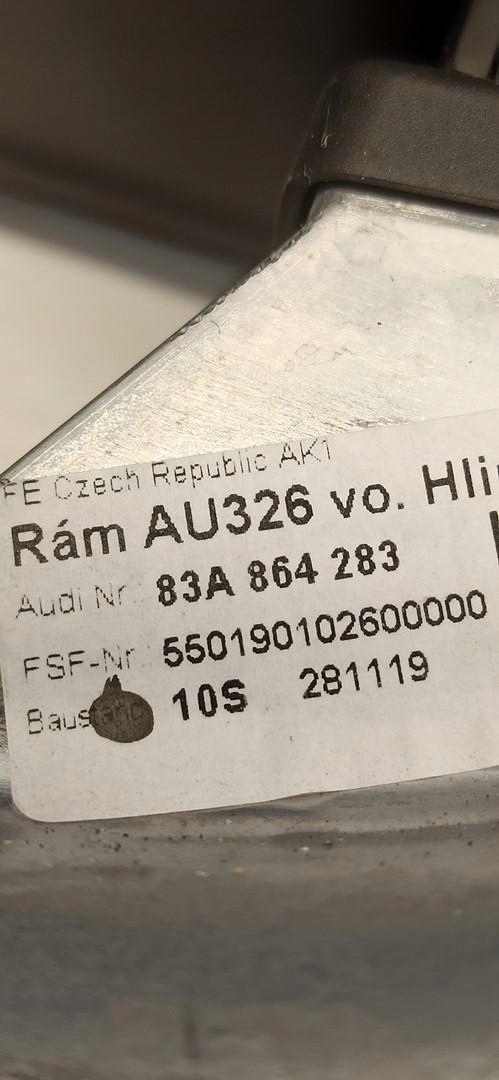 FE Czech Republic AK1
Rám AU326 vo.
Audi Nr. 83A 864 283
FSF-Nr. 550190102600000
10S 281119